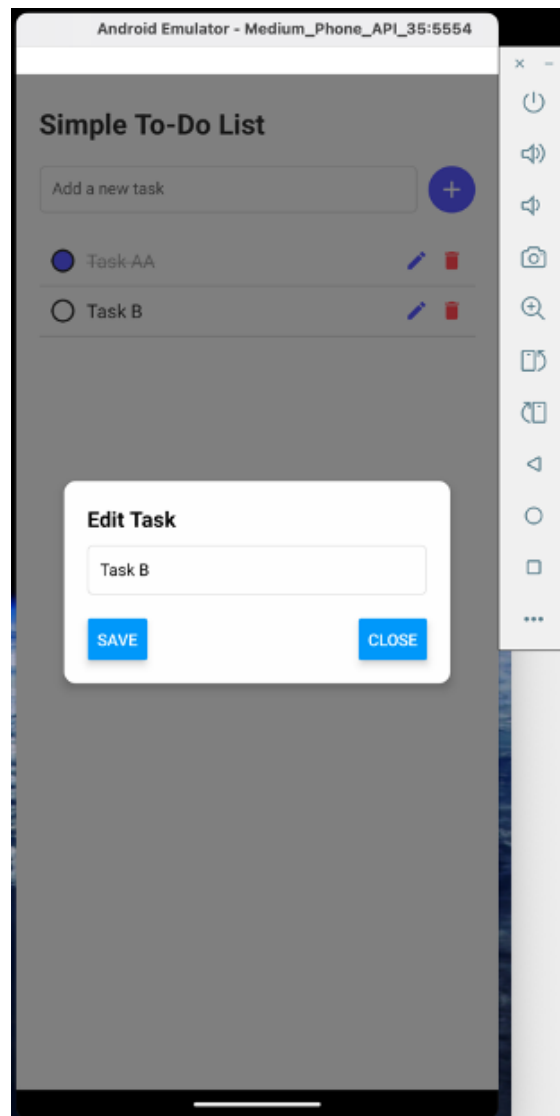 Android Emulator - Medium_Phone_API_35:5554
Simple To-Do List
Add a new task
Task AA
Task B
Edit Task
Task B
SAVE
CLOSE